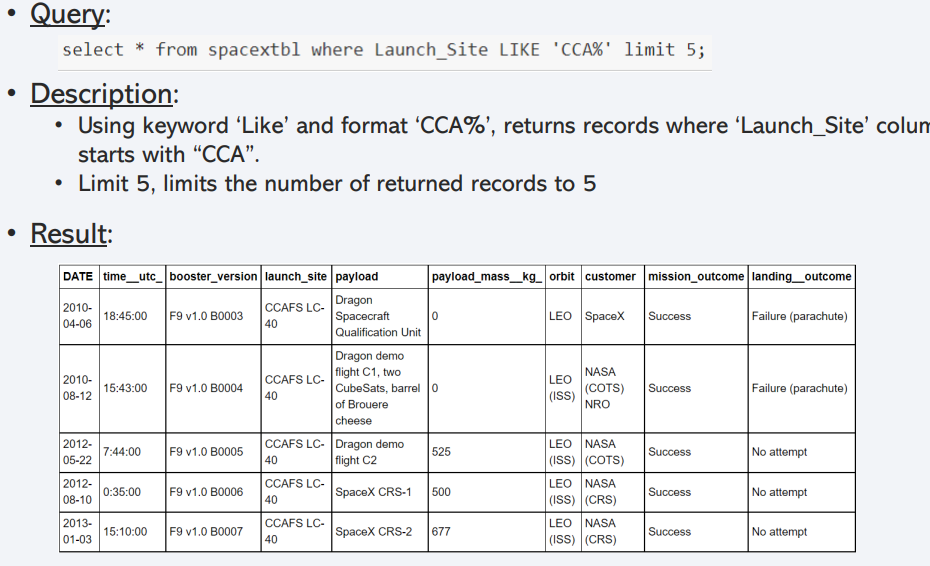 • Query:
select * from spacextbl where Launch_Site LIKE 'CCA%' limit 5;
• Description:
• Using keyword ‘Like’ and format ‘CCA%’, returns records where ‘Launch_Site’ colum
starts with “CCA”.
• Limit 5, limits the number of returned records to 5
• Result:
DATE time__utc_ booster_version launch_site payload payload_mass__kg_ orbit customer mission_outcome landing__outcome
2010-04-06 18:45:00 F9 v1.0 B0003 CCAFS LC-40 Dragon Spacecraft Qualification Unit 0 LEO SpaceX Success Failure (parachute)
2010-08-12 15:43:00 F9 v1.0 B0004 CCAFS LC-40 Dragon demo flight C1, two CubeSats, barrel of Brouere cheese 0 LEO (ISS) NASA (COTS) NRO Success Failure (parachute)
2012-05-22 7:44:00 F9 v1.0 B0005 CCAFS LC-40 Dragon demo flight C2 525 LEO (ISS) NASA (COTS) Success No attempt
2012-08-10 0:35:00 F9 v1.0 B0006 CCAFS LC-40 SpaceX CRS-1 500 LEO (ISS) NASA (CRS) Success No attempt
2013-01-03 15:10:00 F9 v1.0 B0007 CCAFS LC-40 SpaceX CRS-2 677 LEO (ISS) NASA (CRS) Success No attempt